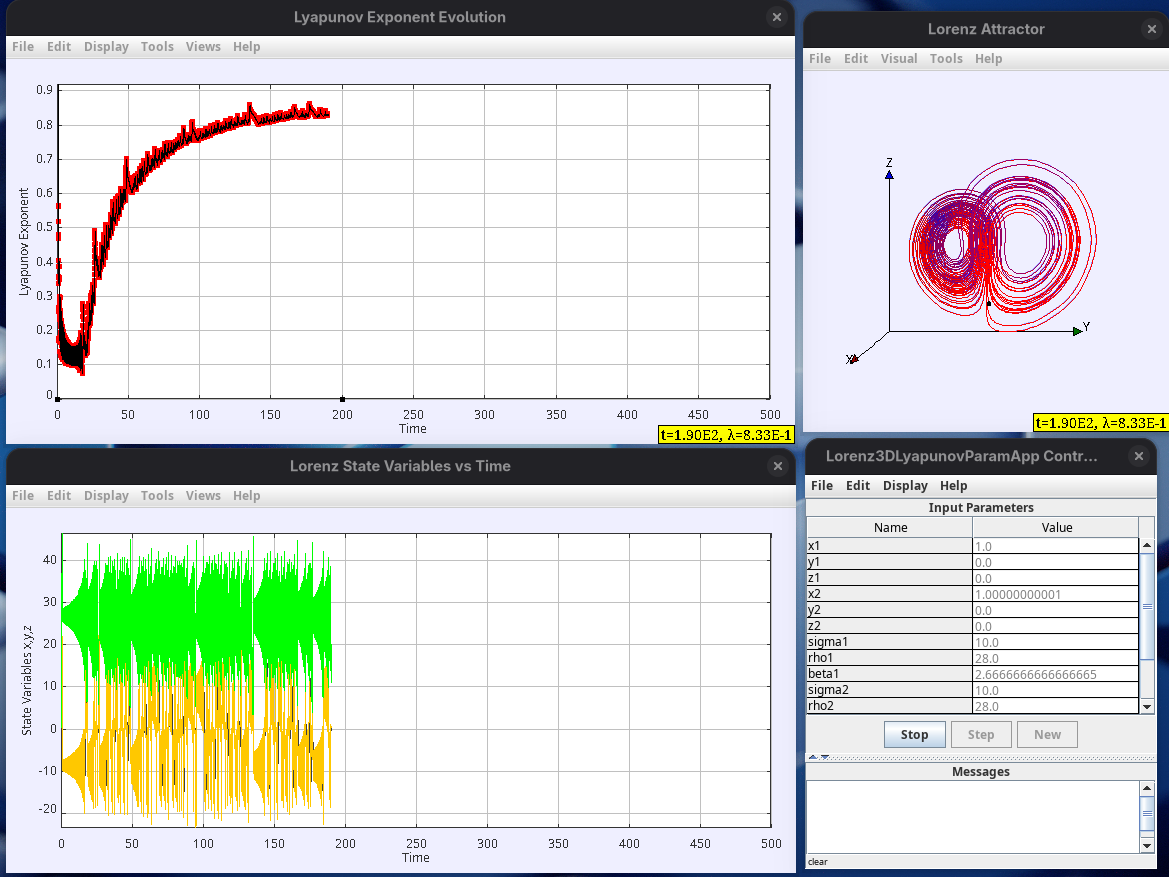 Lyapunov Exponent Evolution
File Edit Display Tools Views Help
0.9
0.8
0.7
0.6
0.5
0.4
0.3
0.2
0.1
0
Lyapunov Exponent
0 50 100 150 200 250 300 350 400 450 500
Time
t=1.90E2, λ=8.33E-1
Lorenz Attractor
File Edit Visual Tools Help
Z
Y
X
t=1.90E2, λ=8.33E-1
Lorenz State Variables vs Time
File Edit Display Tools Views Help
40
30
20
10
0
-10
-20
State Variables x,y,z
0 50 100 150 200 250 300 350 400 450 500
Time
Lorenz3DLyapunovParamApp Contr...
File Edit Display Help
Input Parameters
Name Value
x1 1.0
y1 0.0
z1 0.0
x2 1.00000000001
y2 0.0
z2 0.0
sigma1 10.0
rho1 28.0
beta1 2.6666666666666665
sigma2 10.0
rho2 28.0
Stop Step New
Messages
clear